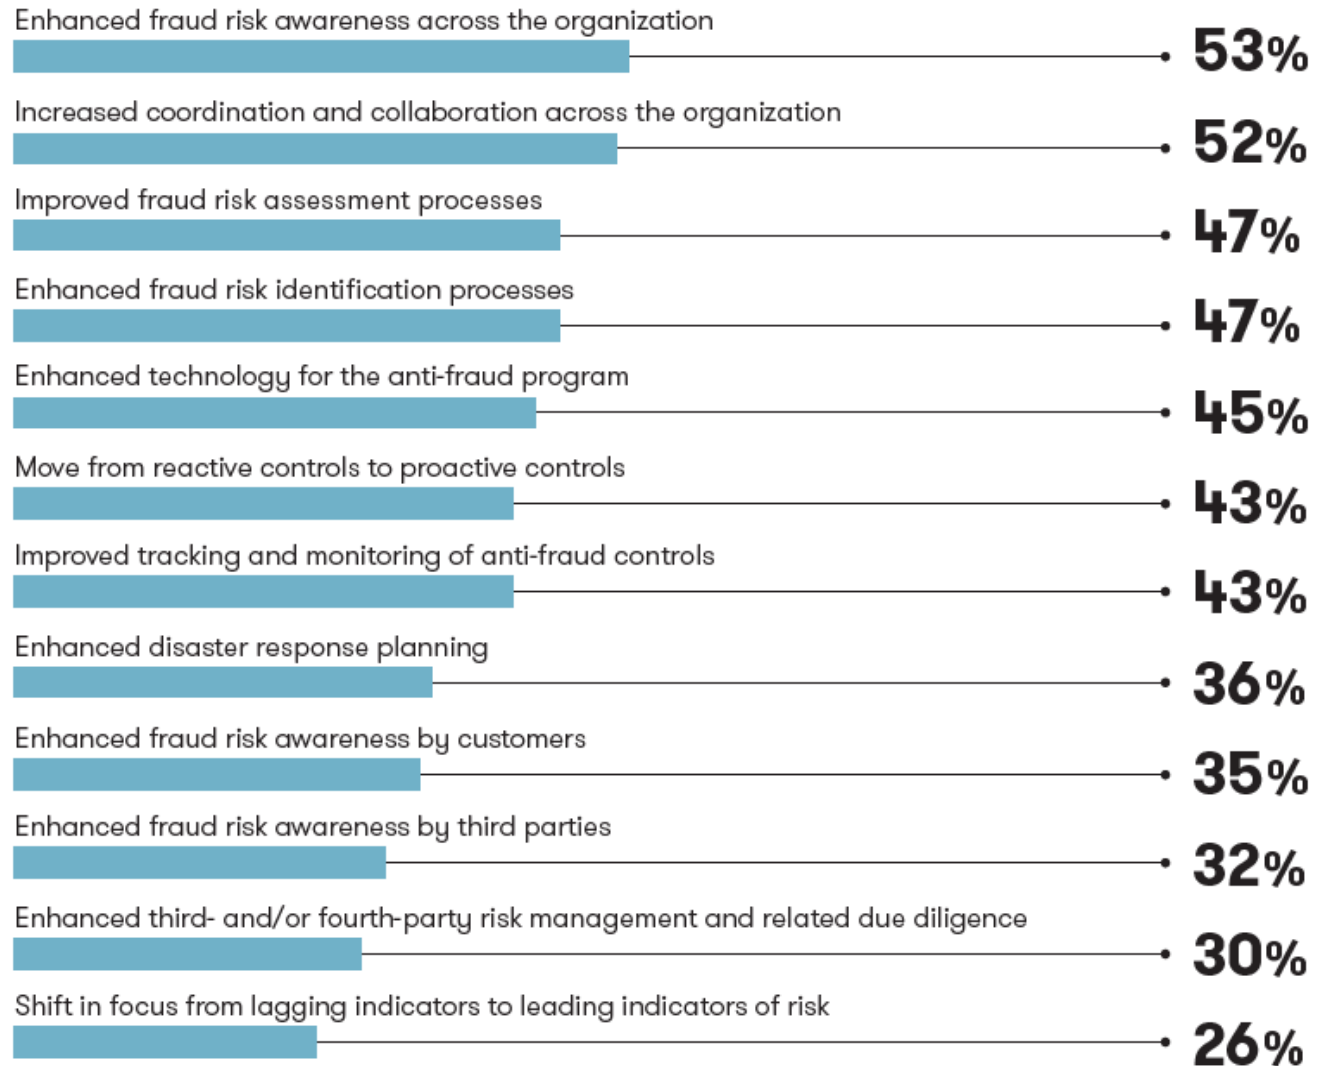 Enhanced fraud risk awareness across the organization
53%
Increased coordination and collaboration across the organization
52%
Improved fraud risk assessment processes
47%
Enhanced fraud risk identification processes
47%
Enhanced technology for the anti-fraud program
45%
Move from reactive controls to proactive controls
43%
Improved tracking and monitoring of anti-fraud controls
43%
Enhanced disaster response planning
36%
Enhanced fraud risk awareness by customers
35%
Enhanced fraud risk awareness by third parties
32%
Enhanced third- and/or fourth-party risk management and related due diligence
30%
Shift in focus from lagging indicators to leading indicators of risk
26%